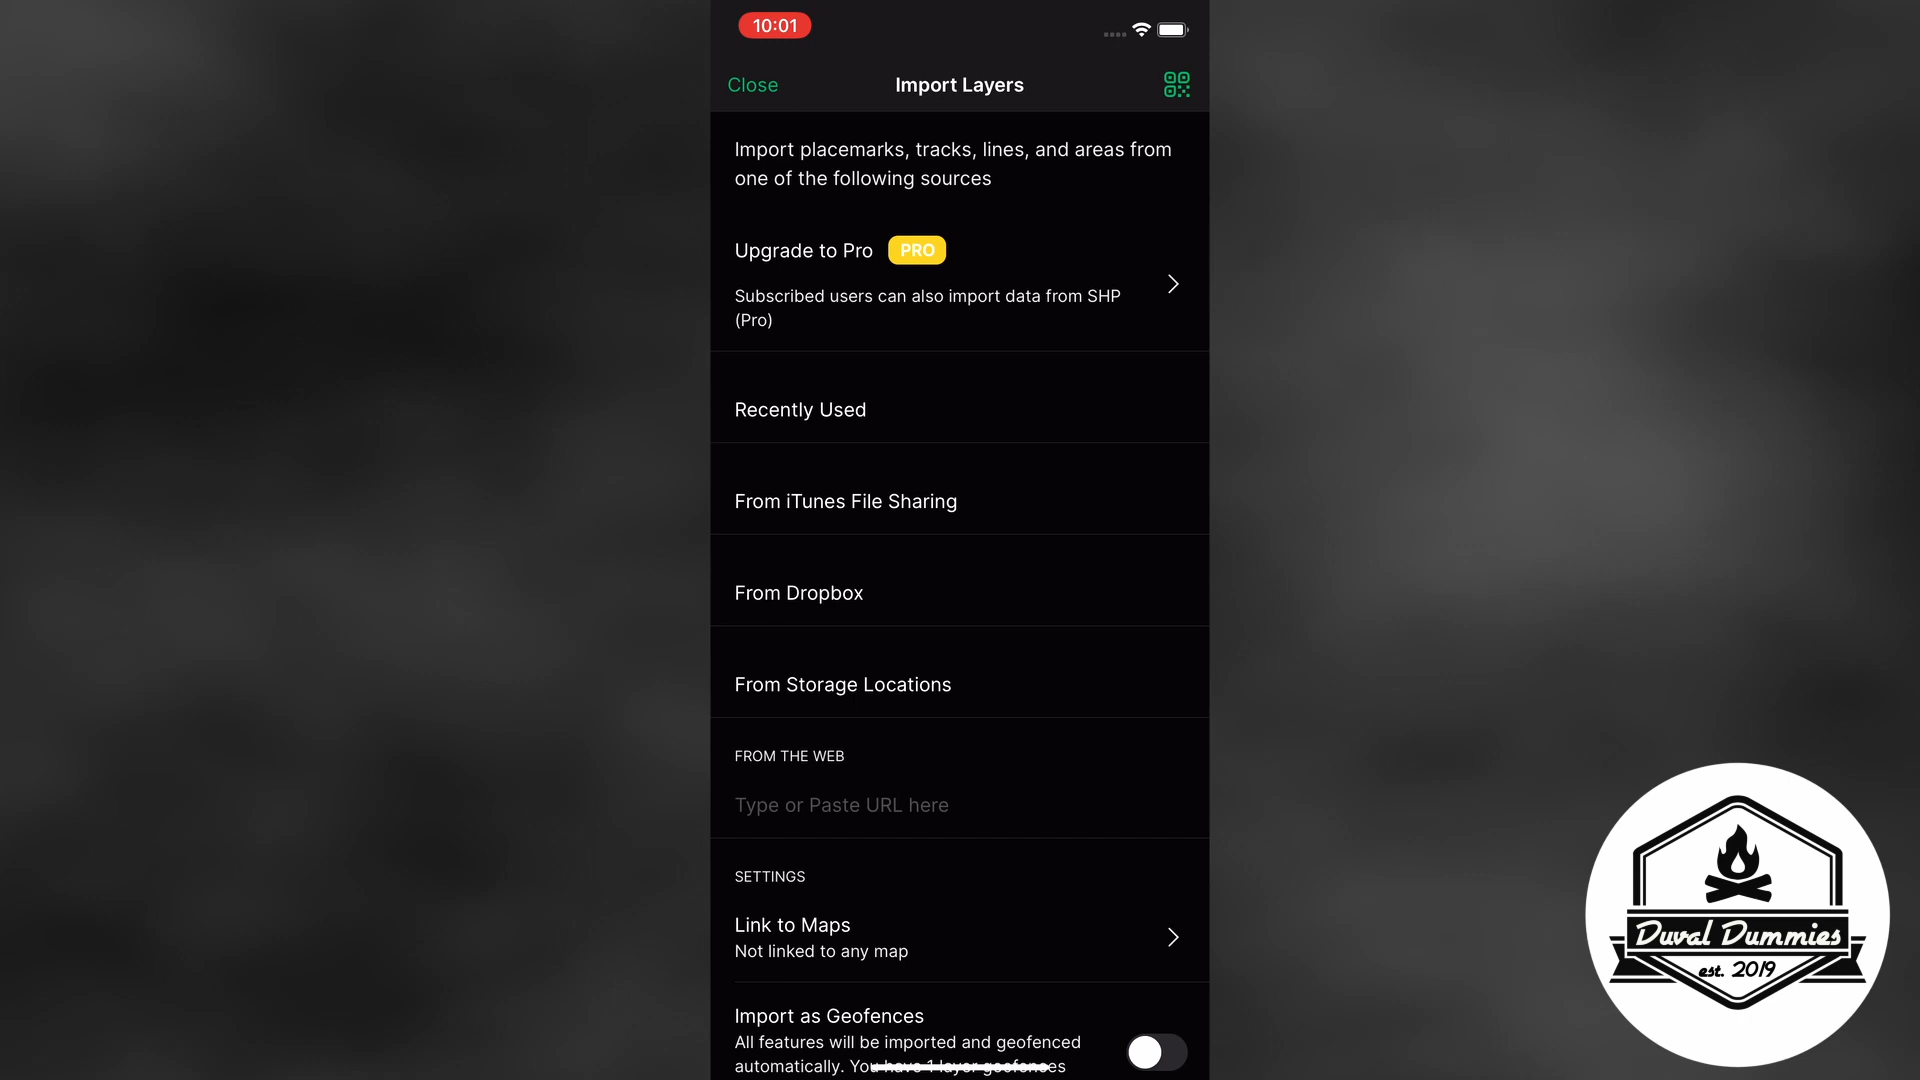 10:01
Close
Import Layers
Import placemarks, tracks, lines, and areas from
one of the following sources
Upgrade to Pro PRO
Subscribed users can also import data from SHP
(Pro)
Recently Used
From iTunes File Sharing
From Dropbox
From Storage Locations
FROM THE WEB
Type or Paste URL here
SETTINGS
Link to Maps
Not linked to any map
Import as Geofences
All features will be imported and geofenced
automatically. You have 1 layer geofences
Duval Dummies
est. 2019